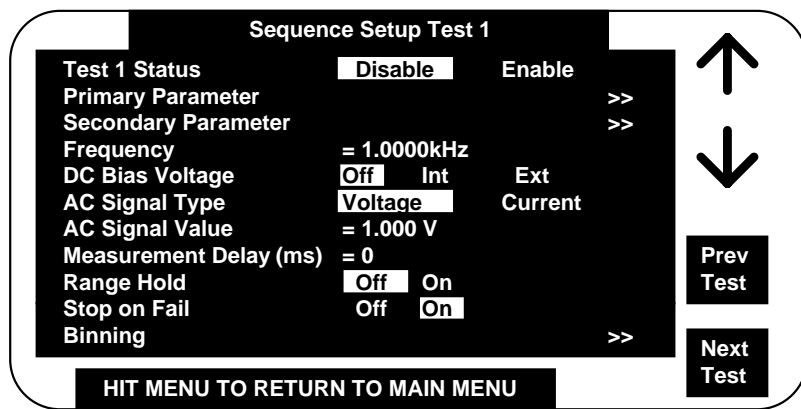 Sequence Setup Test 1
Test 1 Status Disable Enable
Primary Parameter >>
Secondary Parameter >>
Frequency = 1.0000kHz
DC Bias Voltage Off Int Ext
AC Signal Type Voltage Current
AC Signal Value = 1.000 V
Measurement Delay (ms) = 0
Range Hold Off On
Stop on Fail Off On
Binning >>
Prev
Test
Next
Test
HIT MENU TO RETURN TO MAIN MENU